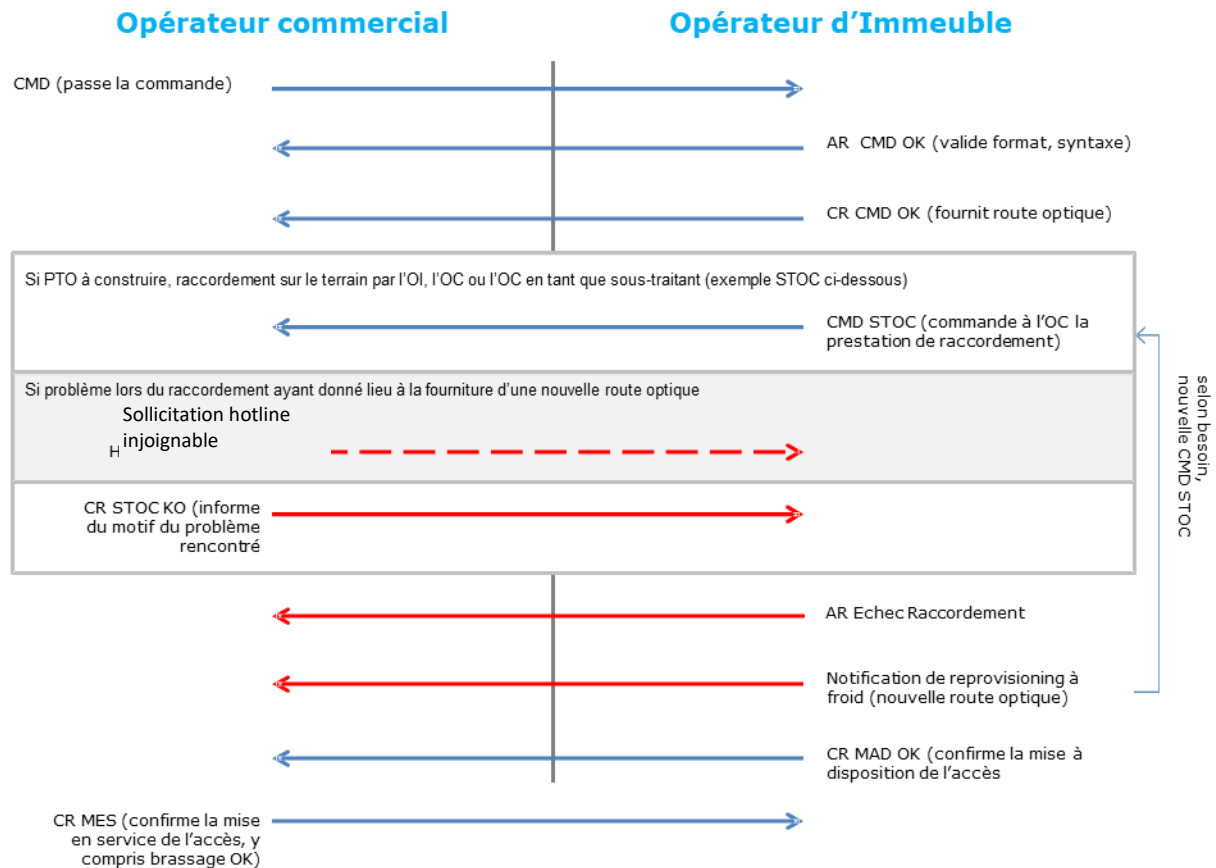 Opérateur commercial
Opérateur d'Immeuble
CMD (passe la commande)
AR CMD OK (valide format, syntaxe)
CR CMD OK (fournit route optique)
Si PTO à construire, raccordement sur le terrain par l'OI, l'OC ou l'OC en tant que sous-traitant (exemple STOC ci-dessous)
CMD STOC (commande à l'OC la
prestation de raccordement)
Si problème lors du raccordement ayant donné lieu à la fourniture d'une nouvelle route optique
Sollicitation hotline
injoignable
H
CR STOC KO (informe
du motif du problème
rencontré
selon besoin,
nouvelle CMD STOC
AR Echec Raccordement
Notification de reprovisioning à
froid (nouvelle route optique)
CR MAD OK (confirme la mise à
disposition de l'accès
CR MES (confirme la mise
en service de l'accès, y
compris brassage OK)